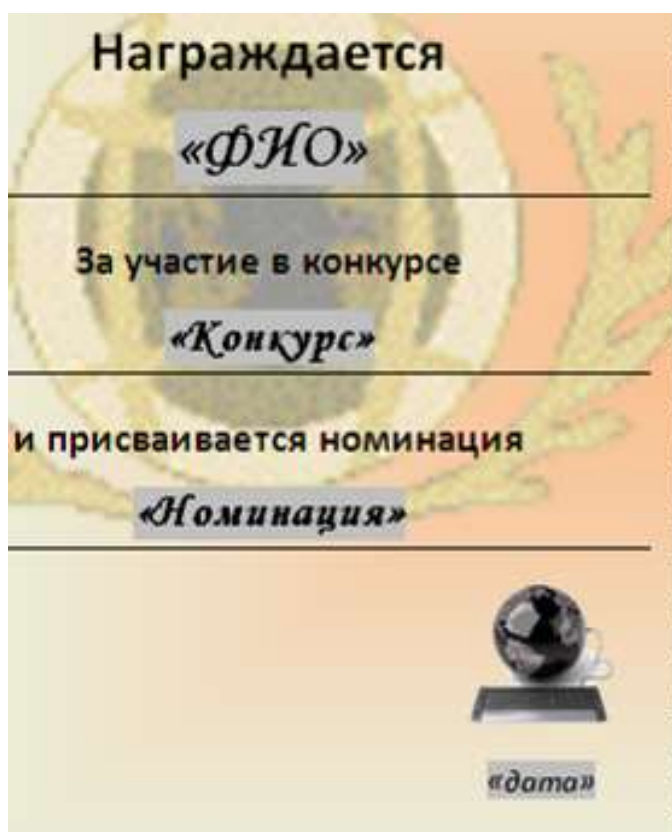 Награждается
«ФИО»
За участие в конкурсе
«Конкурс»
и присваивается номинация
«Номинация»
«дата»